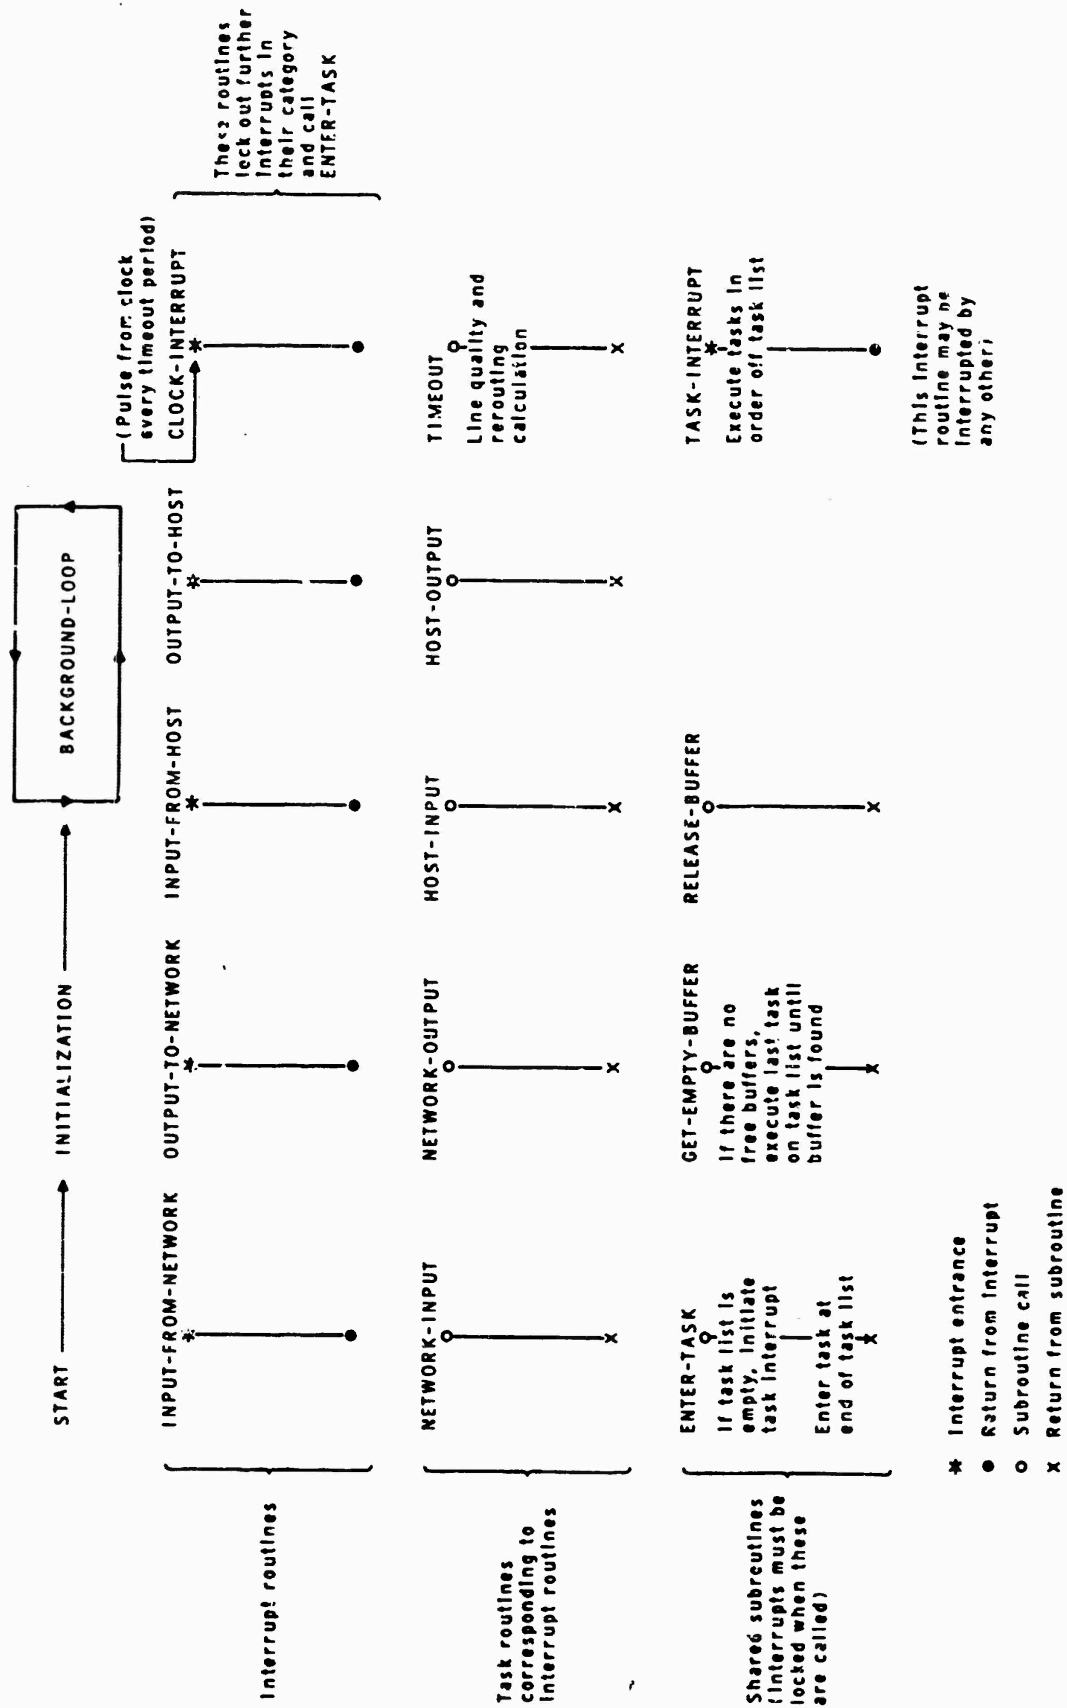 START
INITIALIZATION
BACKGROUND-LOOP
(Pulse from clock
every timeout period)
Interrupt routines
INPUT-FROM-NETWORK
OUTPUT-TO-NETWORK
INPUT-FROM-HOST
OUTPUT-TO-HOST
CLOCK-INTERRUPT
These routines
lock out further
interrupts in
their category
and call
ENTER-TASK
Task routines
corresponding to
interrupt routines
NETWORK-INPUT
NETWORK-OUTPUT
HOST-INPUT
HOST-OUTPUT
TIMEOUT
Line quality and
rerouting
calculation
Shared subroutines
(Interrupts must be
locked when these
are called)
ENTER-TASK
If task list is
empty, initiate
task interrupt
Enter task at
end of task list
GET-EMPTY-BUFFER
If there are no
free buffers,
execute last task
on task list until
buffer is found
RELEASE-BUFFER
TASK-INTERRUPT
Execute tasks in
order off task list
(This interrupt
routine may be
interrupted by
any other)
* Interrupt entrance
● Return from interrupt
o Subroutine call
x Return from subroutine